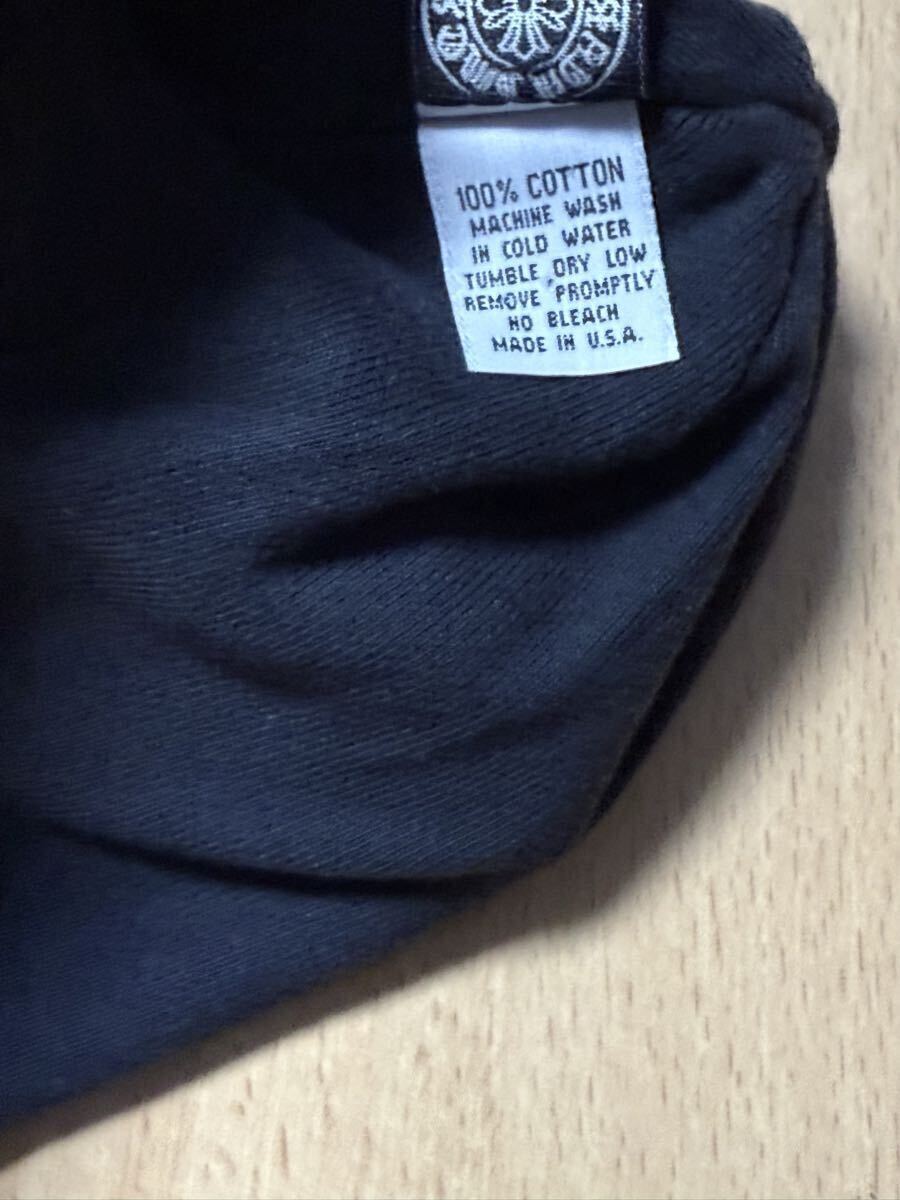 100% COTTON
MACHINE WASH
IN COLD WATER
TUMBLE DRY LOW
REMOVE PROMPTLY
NO BLEACH
MADE IN U.S.A.